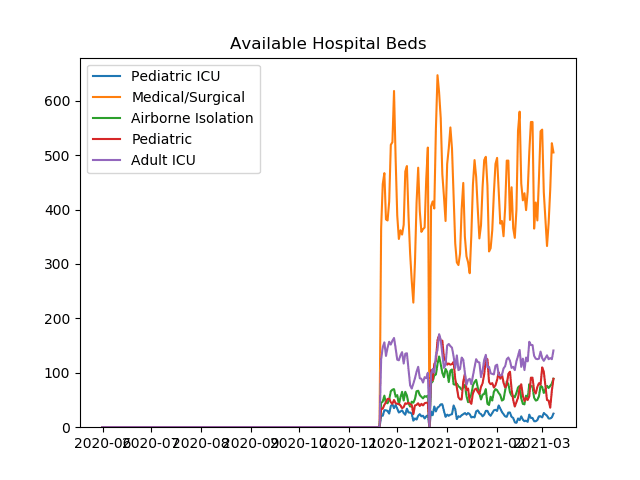 Available Hospital Beds
Pediatric ICU
Medical/Surgical
Airborne Isolation
Pediatric
Adult ICU
600
500
400
300
200
100
0
2020-06 2020-07 2020-08 2020-09 2020-10 2020-11 2020-12 2021-01 2021-02 2021-03